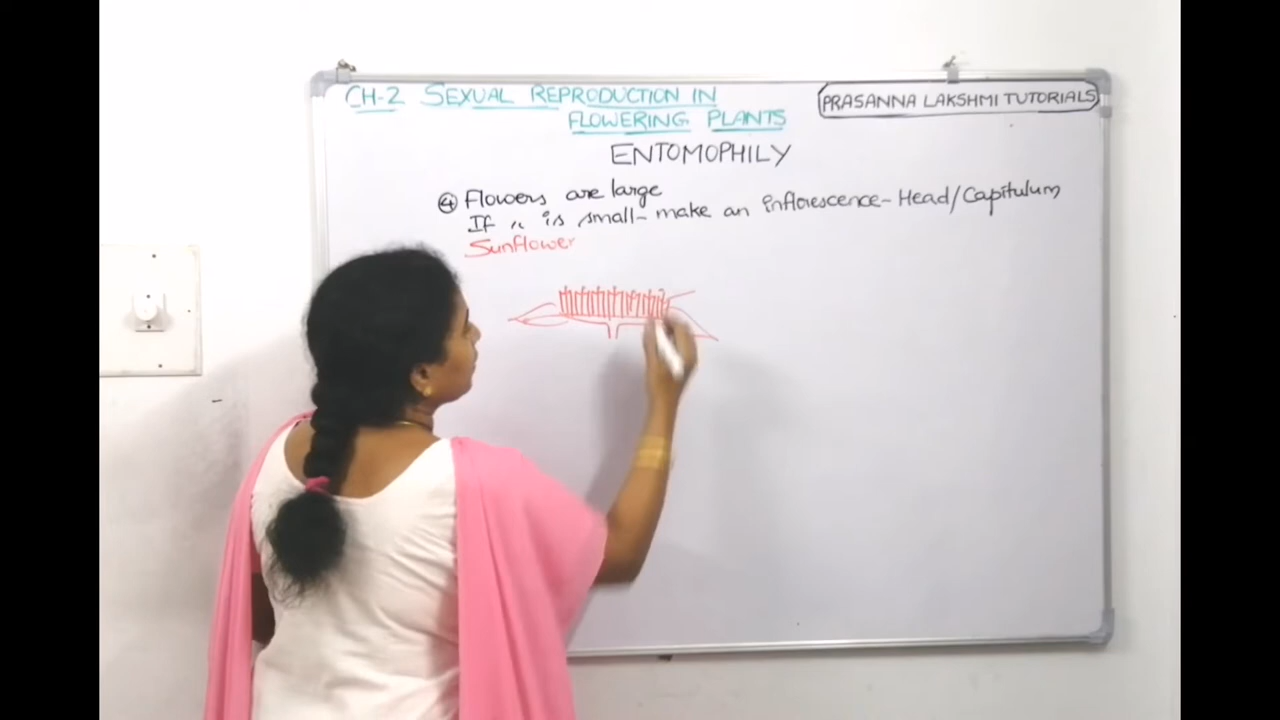 CH-2 SEXUAL REPRODUCTION IN
FLOWERING PLANTS
PRASANNA LAKSHMI TUTORIALS
ENTOMOPHILY
④ Flowers are large
If 〃 is small - make an inflorescence - Head/Capitulum
Sunflower